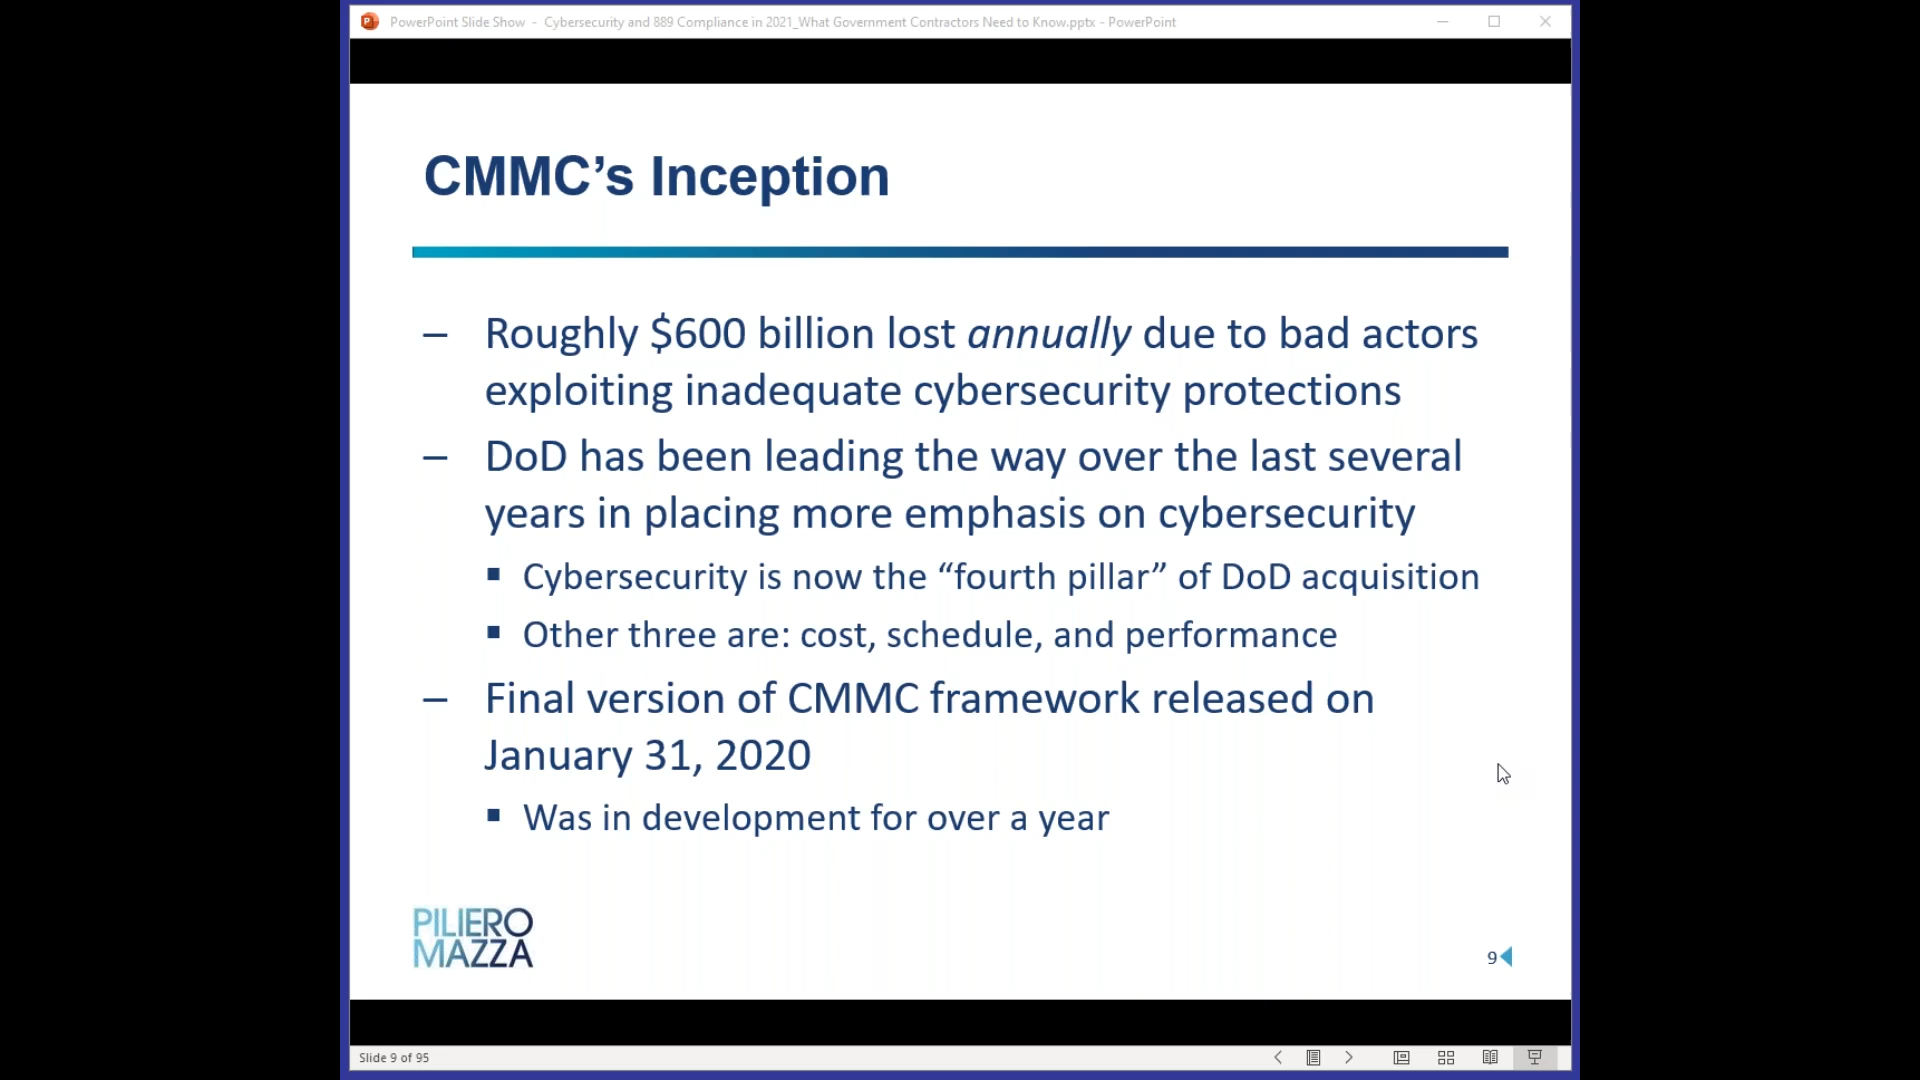 PowerPoint Slide Show - Cybersecurity and 889 Compliance in 2021_What Government Contractors Need to Know.pptx - PowerPoint
CMMC’s Inception
– Roughly $600 billion lost annually due to bad actors
exploiting inadequate cybersecurity protections
– DoD has been leading the way over the last several
years in placing more emphasis on cybersecurity
▪ Cybersecurity is now the “fourth pillar” of DoD acquisition
▪ Other three are: cost, schedule, and performance
– Final version of CMMC framework released on
January 31, 2020
▪ Was in development for over a year
PILIERO
MAZZA
9
Slide 9 of 95